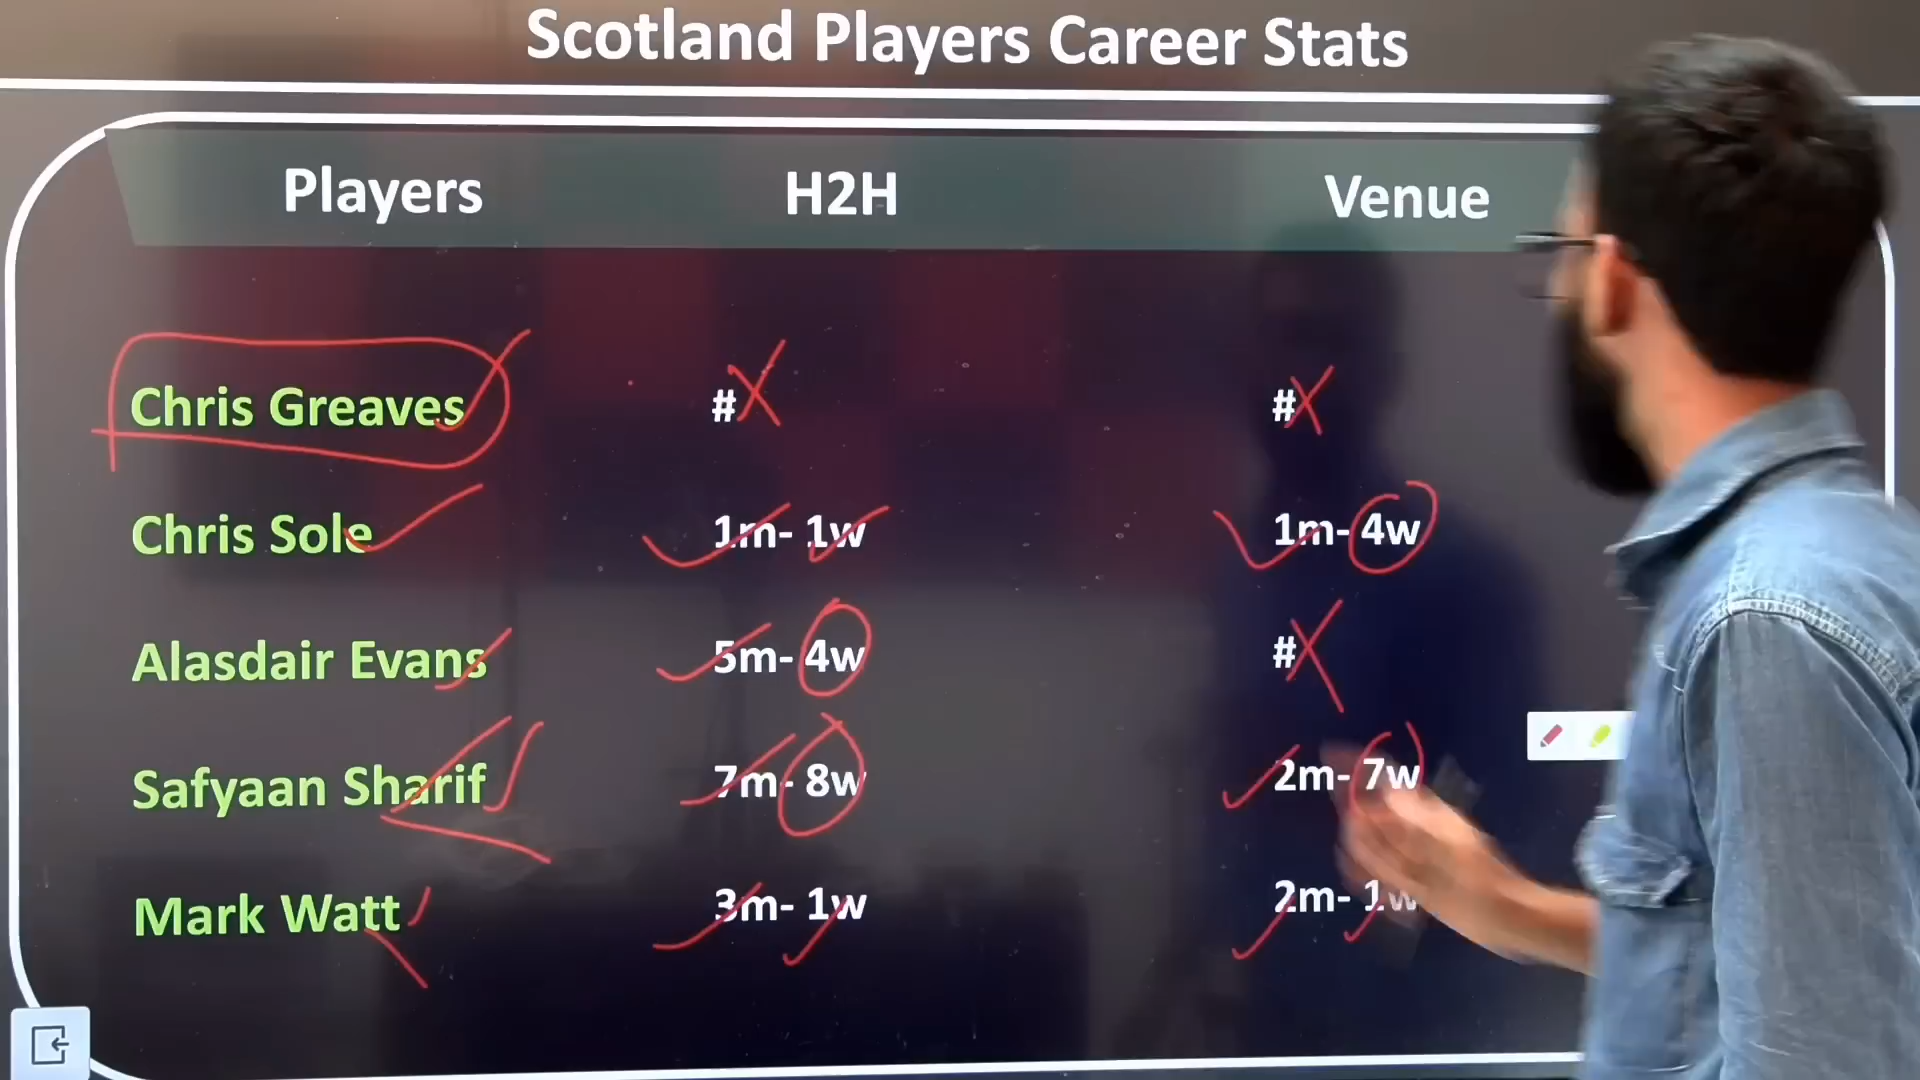 Scotland Players Career Stats
Players H2H Venue
Chris Greaves # #
Chris Sole 1m- 1w 1m- 4w
Alasdair Evans 5m- 4w #
Safyaan Sharif 7m- 8w 2m- 7w
Mark Watt 3m- 1w 2m- 1w